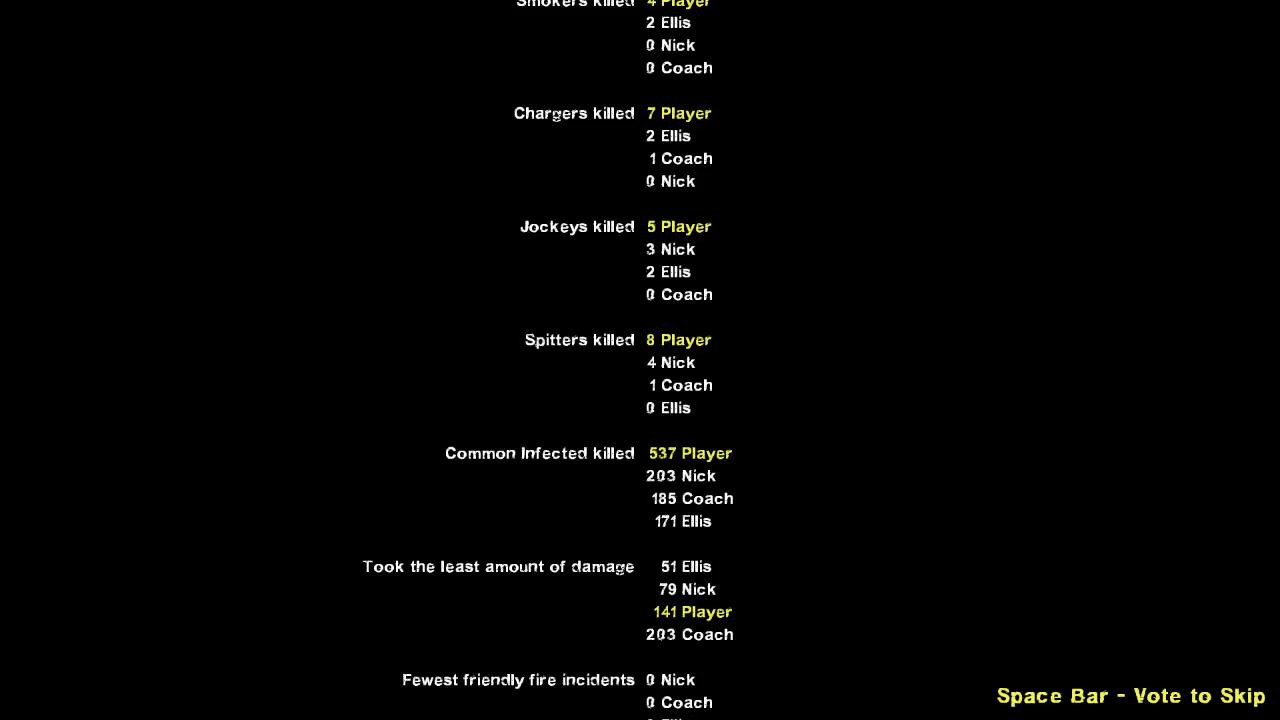 Smokers killed 4 Player
2 Ellis
0 Nick
0 Coach
Chargers killed 7 Player
2 Ellis
1 Coach
0 Nick
Jockeys killed 5 Player
3 Nick
2 Ellis
0 Coach
Spitters killed 8 Player
4 Nick
1 Coach
0 Ellis
Common Infected killed 537 Player
203 Nick
185 Coach
171 Ellis
Took the least amount of damage 51 Ellis
79 Nick
141 Player
203 Coach
Fewest friendly fire incidents 0 Nick
0 Coach
Space Bar - Vote to Skip